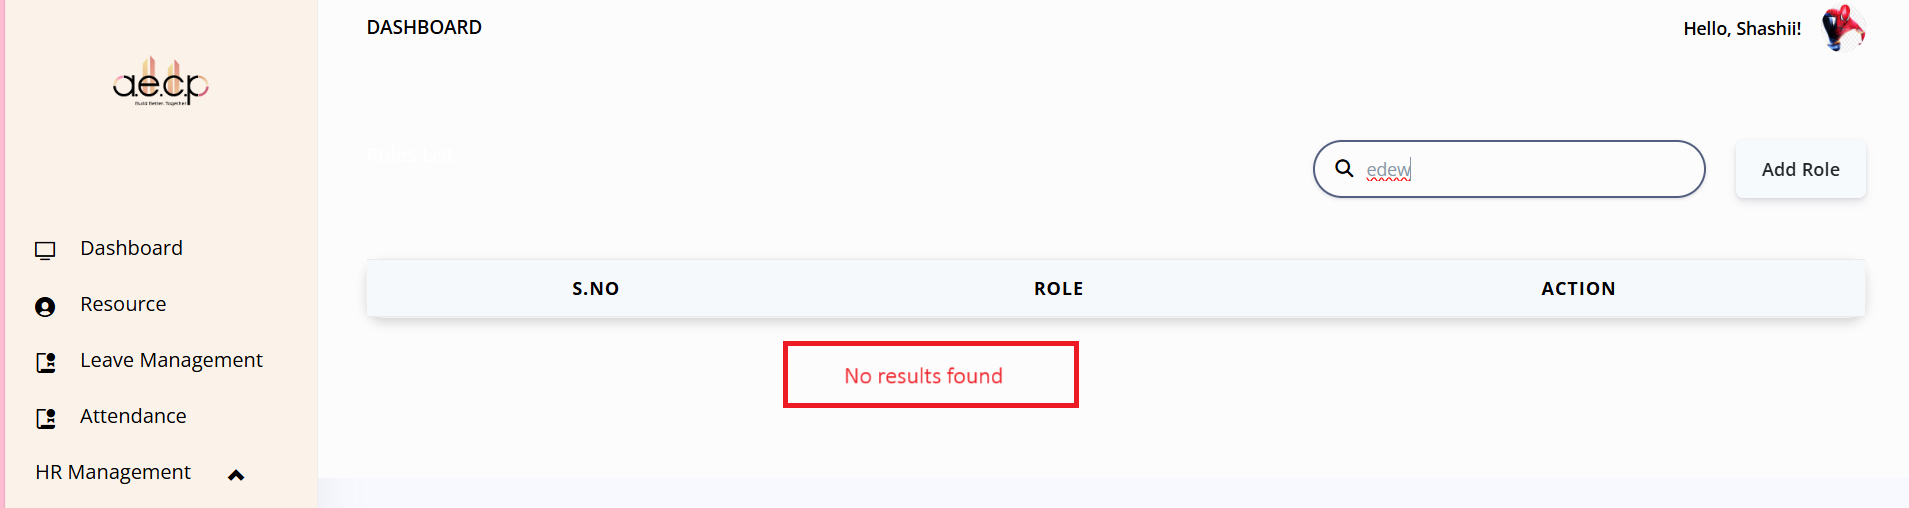 DASHBOARD
Hello, Shashii!
a.e.c.p
Build Better. Together
Roles List
edew
Add Role
Dashboard
Resource
Leave Management
Attendance
HR Management
S.NO ROLE ACTION
No results found